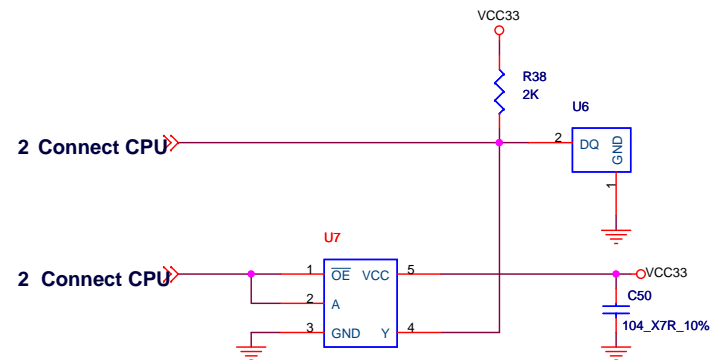 VCC33
R38
2K
U6
2 Connect CPU
2
DQ
GND
1
U7
2 Connect CPU
1
OE
VCC
5
VCC33
2
A
C50
3
GND
Y
4
104_X7R_10%